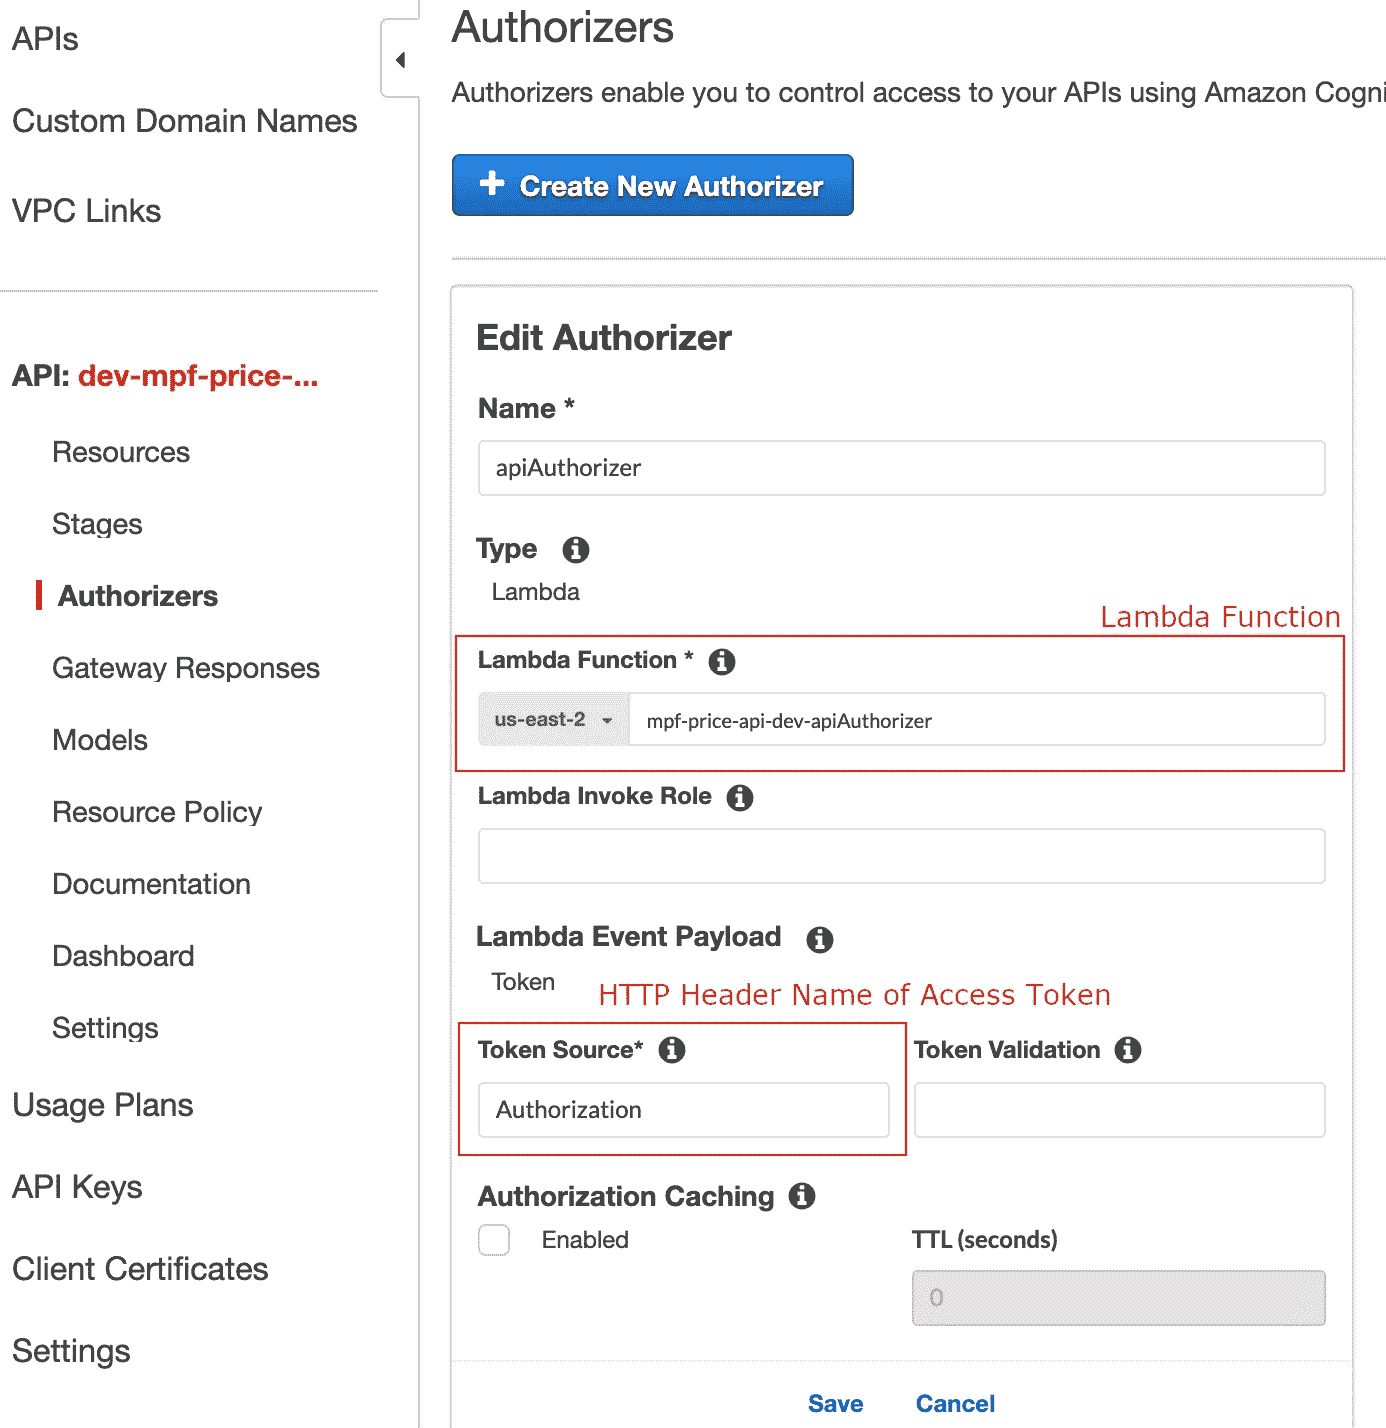 APIs
Custom Domain Names
VPC Links
API: dev-mpf-price-...
Resources
Stages
Authorizers
Gateway Responses
Models
Resource Policy
Documentation
Dashboard
Settings
Usage Plans
API Keys
Client Certificates
Settings
Authorizers
Authorizers enable you to control access to your APIs using Amazon Cogni
+ Create New Authorizer
Edit Authorizer
Name *
apiAuthorizer
Type
Lambda
Lambda Function
Lambda Function *
us-east-2 mpf-price-api-dev-apiAuthorizer
Lambda Invoke Role
Lambda Event Payload
Token
HTTP Header Name of Access Token
Token Source* Token Validation
Authorization
Authorization Caching
Enabled TTL (seconds)
0
Save Cancel